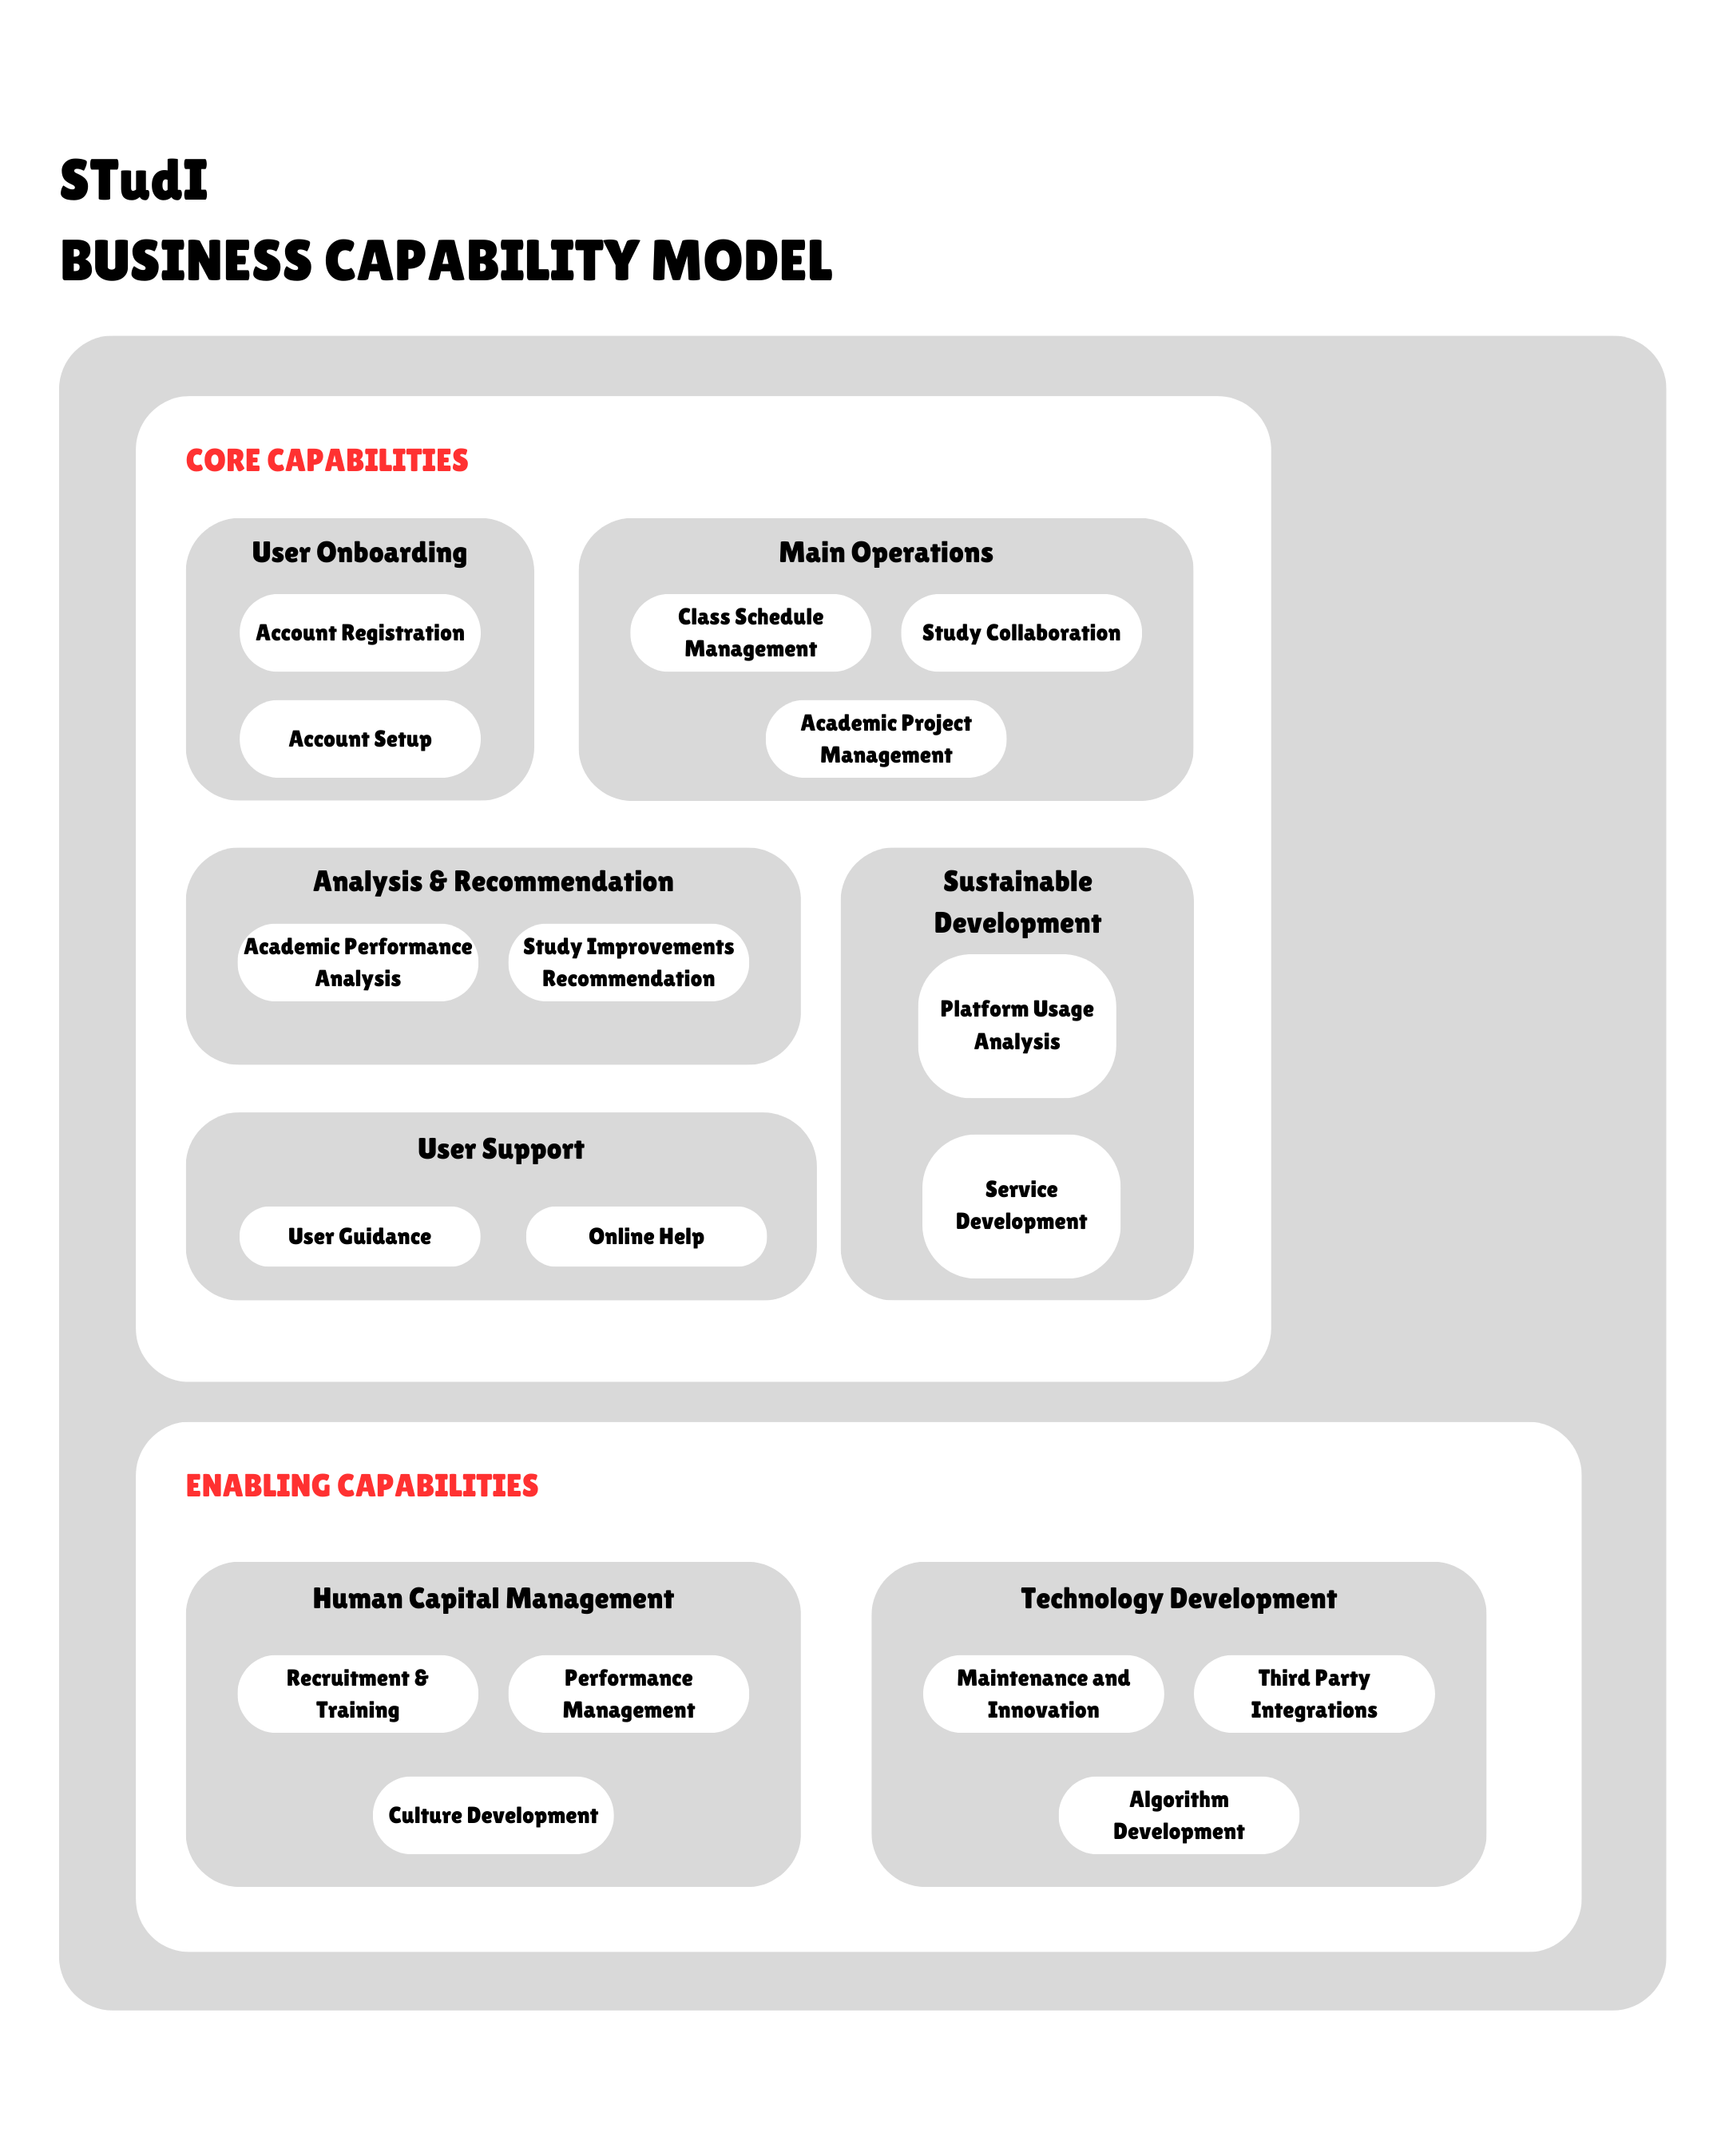 STudI
BUSINESS CAPABILITY MODEL
CORE CAPABILITIES
User Onboarding
Account Registration
Account Setup
Main Operations
Class Schedule
Management
Study Collaboration
Academic Project
Management
Analysis & Recommendation
Academic Performance
Analysis
Study Improvements
Recommendation
Sustainable
Development
Platform Usage
Analysis
Service
Development
User Support
User Guidance
Online Help
ENABLING CAPABILITIES
Human Capital Management
Recruitment &
Training
Performance
Management
Culture Development
Technology Development
Maintenance and
Innovation
Third Party
Integrations
Algorithm
Development